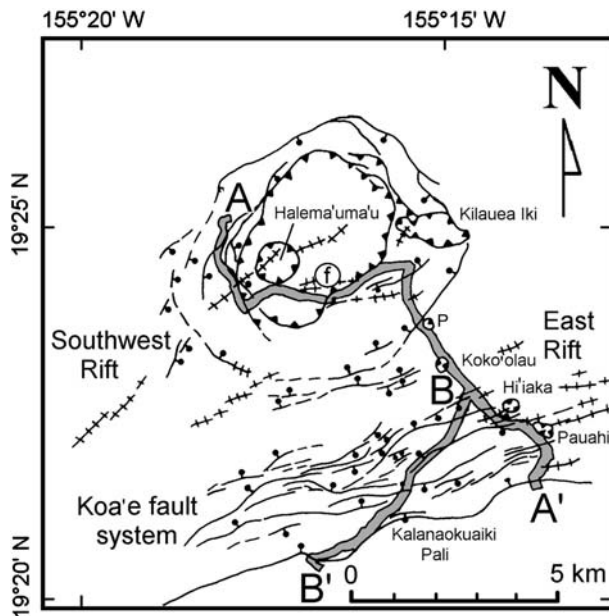 155°20' W
155°15' W
N
19°25' N
A
Halema'uma'u
Kilauea Iki
f
P
Southwest
Rift
East
Rift
Koko'olau
B
Hi'iaka
Pauahi
Koa'e fault
system
A'
Kalanaokuaiki
Pali
B'
0
5 km
19°20' N